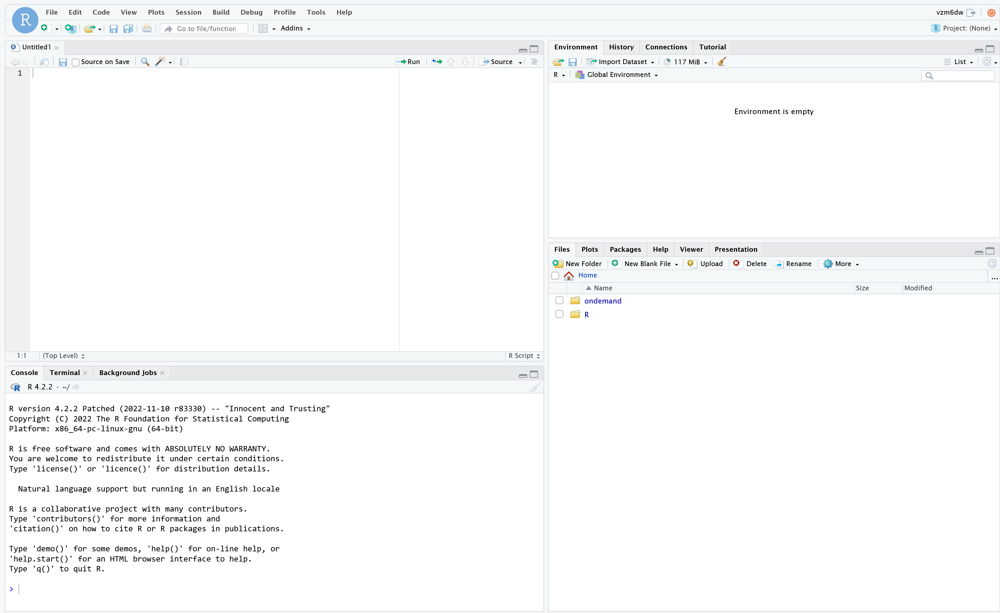 R
File Edit Code View Plots Session Build Debug Profile Tools Help
vzm6dw
R
Go to file/function
Addins
R
Project: (None)
R
Untitled1
Source on Save
Run
Source
1
1:1
(Top Level)
R Script
Console Terminal Background Jobs
R
R 4.2.2 · ~/
R version 4.2.2 Patched (2022-11-10 r83330) -- "Innocent and Trusting"
Copyright (C) 2022 The R Foundation for Statistical Computing
Platform: x86_64-pc-linux-gnu (64-bit)
R is free software and comes with ABSOLUTELY NO WARRANTY.
You are welcome to redistribute it under certain conditions.
Type 'license()' or 'licence()' for distribution details.
Natural language support but running in an English locale
R is a collaborative project with many contributors.
Type 'contributors()' for more information and
'citation()' on how to cite R or R packages in publications.
Type 'demo()' for some demos, 'help()' for on-line help, or
'help.start()' for an HTML browser interface to help.
Type 'q()' to quit R.
>
Environment History Connections Tutorial
Import Dataset
117 MiB
List
R
Global Environment
Environment is empty
Files Plots Packages Help Viewer Presentation
New Folder New Blank File Upload Delete Rename More
Home
...
Name Size Modified
ondemand
R